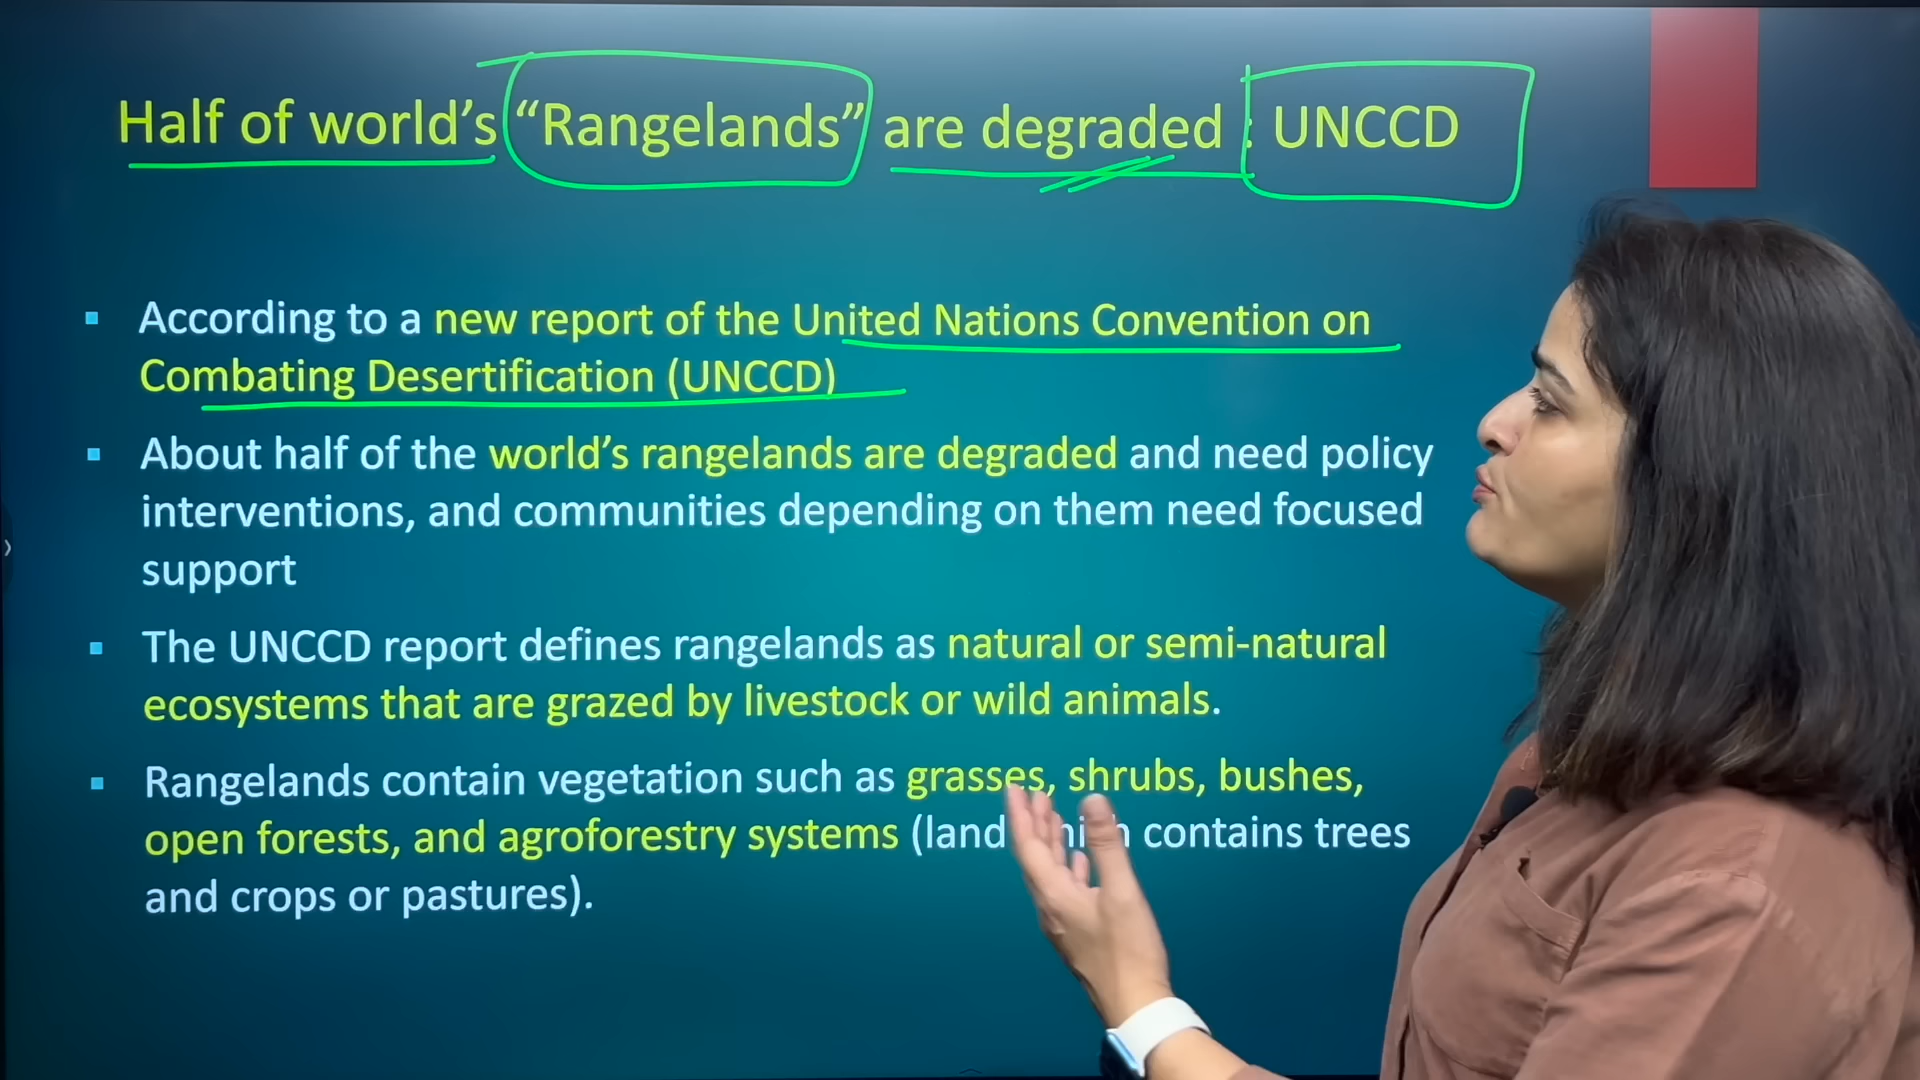 Half of world's "Rangelands" are degraded : UNCCD
According to a new report of the United Nations Convention on
Combating Desertification (UNCCD)
About half of the world's rangelands are degraded and need policy
interventions, and communities depending on them need focused
support
The UNCCD report defines rangelands as natural or semi-natural
ecosystems that are grazed by livestock or wild animals.
Rangelands contain vegetation such as grasses, shrubs, bushes,
open forests, and agroforestry systems (land contains trees
and crops or pastures).